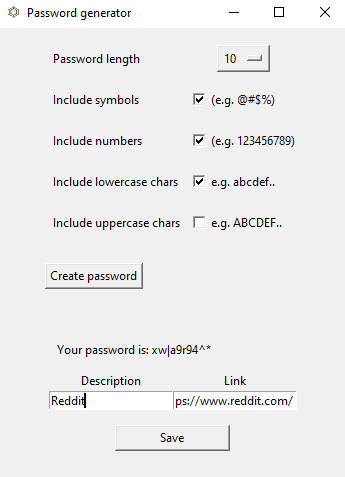 Password generator
Password length 10
Include symbols (e.g. @#$%)
Include numbers (e.g. 123456789)
Include lowercase chars e.g. abcdef..
Include uppercase chars e.g. ABCDEF..
Create password
Your password is: xw|a9r94^*
Description Link
Reddit ps://www.reddit.com/
Save